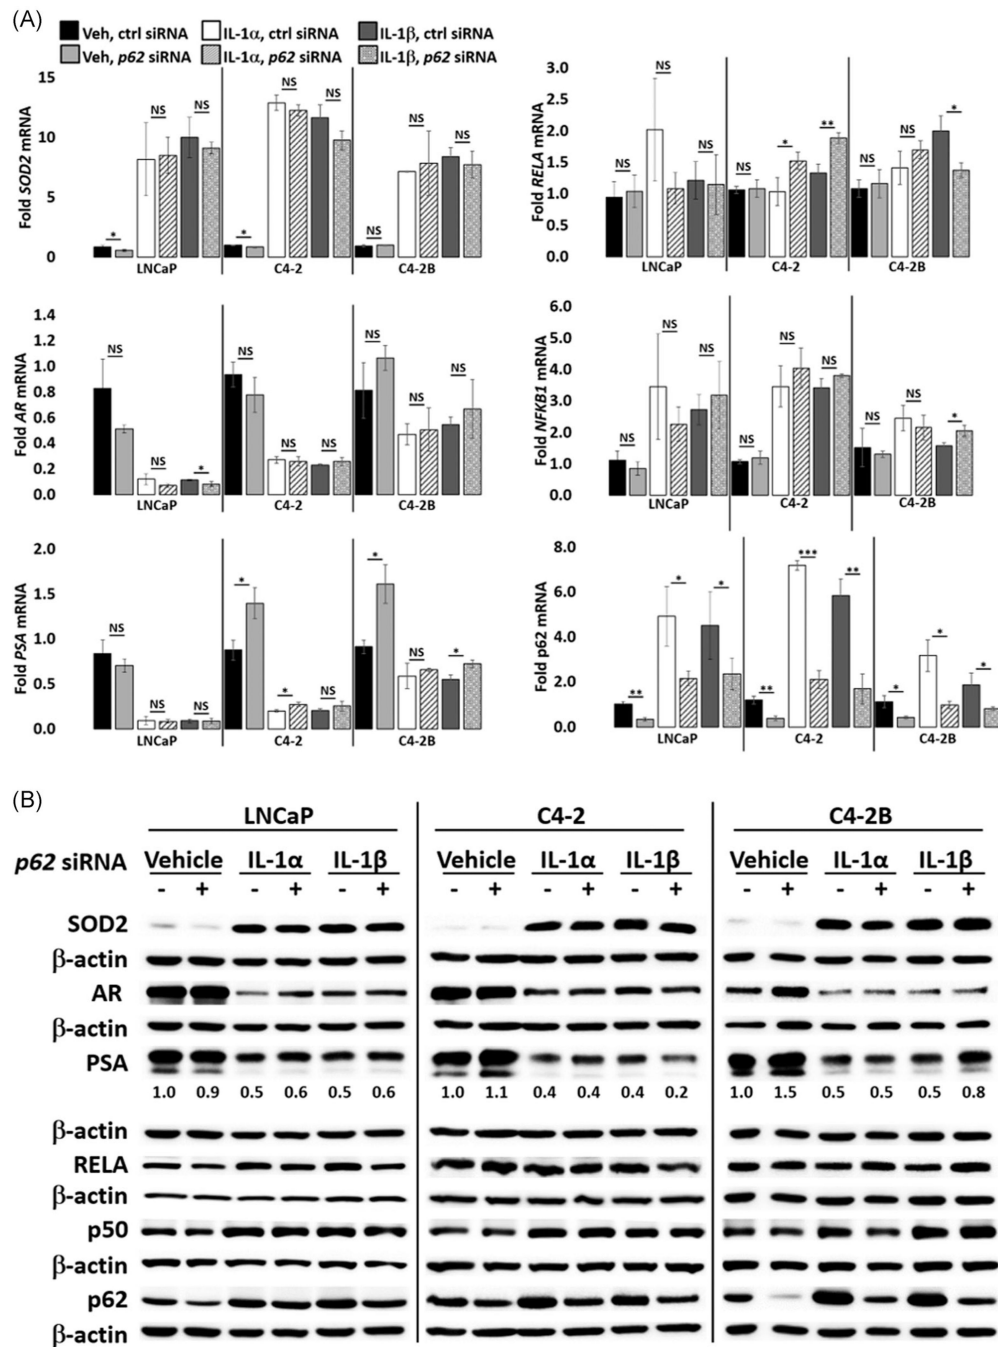 (A)
Veh, ctrl siRNA IL-1α, ctrl siRNA IL-1β, ctrl siRNA
Veh, p62 siRNA IL-1α, p62 siRNA IL-1β, p62 siRNA
Fold SOD2 mRNA
15
10
5
0
* NS NS
* NS NS
NS NS NS
LNCaP C4-2 C4-2B
Fold RELA mRNA
3.0
2.5
2.0
1.5
1.0
0.5
0.0
NS NS NS
NS * **
NS NS *
LNCaP C4-2 C4-2B
Fold AR mRNA
1.4
1.2
1.0
0.8
0.6
0.4
0.2
0.0
NS NS *
NS NS NS
NS NS NS
LNCaP C4-2 C4-2B
Fold NFKB1 mRNA
6.0
5.0
4.0
3.0
2.0
1.0
0.0
NS NS NS
NS NS NS
NS NS *
LNCaP C4-2 C4-2B
Fold PSA mRNA
2.0
1.5
1.0
0.5
0.0
NS NS NS
* * NS
* NS *
LNCaP C4-2 C4-2B
Fold p62 mRNA
8.0
6.0
4.0
2.0
0.0
** * *
** *** **
* * *
LNCaP C4-2 C4-2B
(B)
LNCaP C4-2 C4-2B
p62 siRNA Vehicle IL-1α IL-1β Vehicle IL-1α IL-1β Vehicle IL-1α IL-1β
- + - + - + - + - + - + - + - + - +
SOD2
β-actin
AR
β-actin
PSA
1.0 0.9 0.5 0.6 0.5 0.6 1.0 1.1 0.4 0.4 0.4 0.2 1.0 1.5 0.5 0.5 0.5 0.8
β-actin
RELA
β-actin
p50
β-actin
p62
β-actin